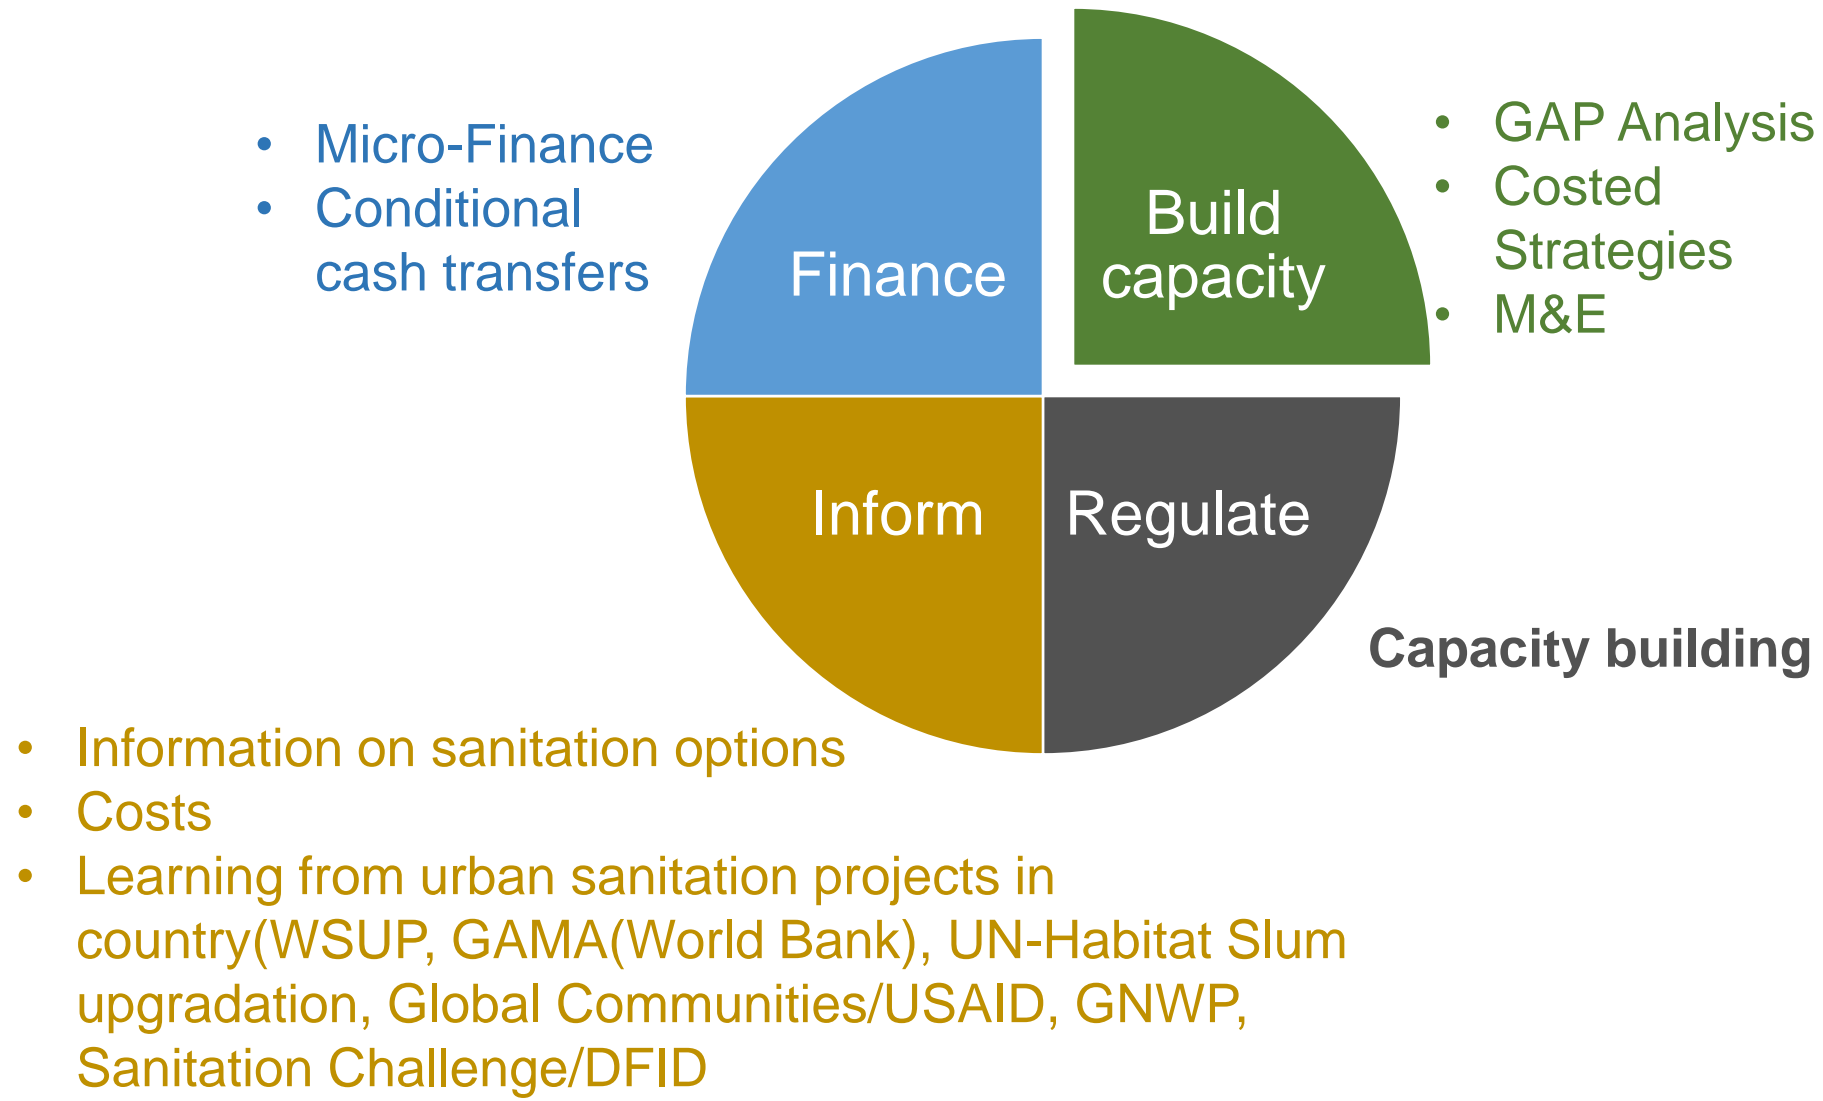 • Micro-Finance
• Conditional
cash transfers
Finance
Build
capacity
• GAP Analysis
• Costed
Strategies
• M&E
Inform
Regulate
Capacity building
• Information on sanitation options
• Costs
• Learning from urban sanitation projects in
country(WSUP, GAMA(World Bank), UN-Habitat Slum
upgradation, Global Communities/USAID, GNWP,
Sanitation Challenge/DFID